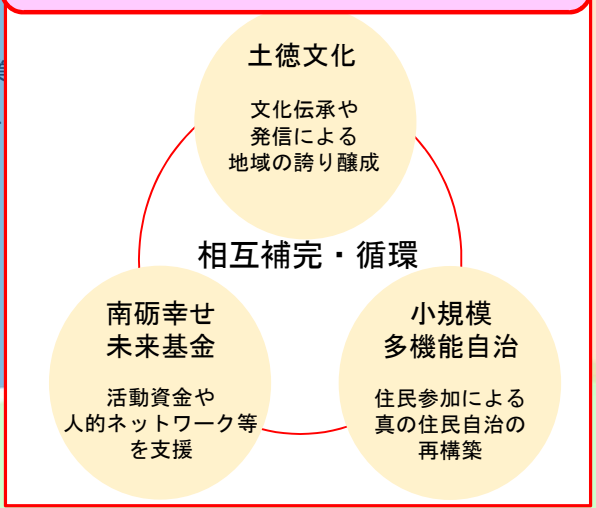 土徳文化
文化伝承や
発信による
地域の誇り醸成
相互補完・循環
南砺幸せ
未来基金
活動資金や
人的ネットワーク等
を支援
小規模
多機能自治
住民参加による
真の住民自治の
再構築